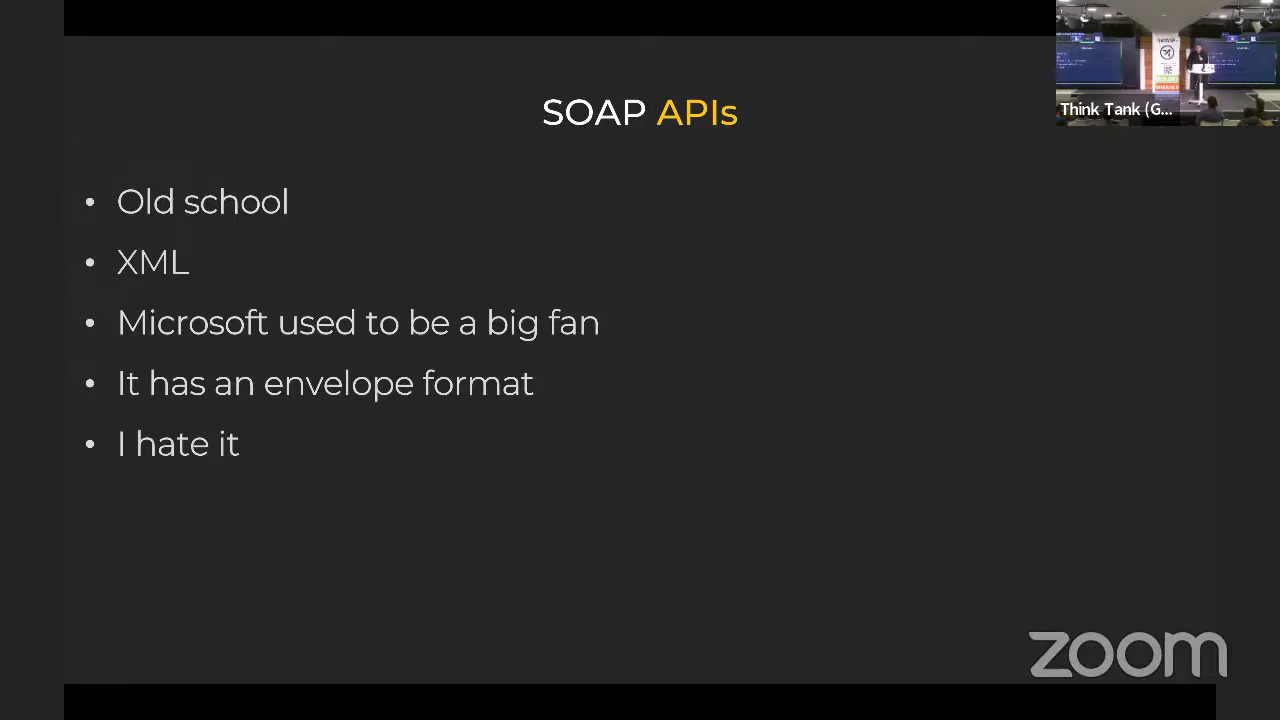 SOAP APIs
Think Tank (G...
• Old school
• XML
• Microsoft used to be a big fan
• It has an envelope format
• I hate it
zoom